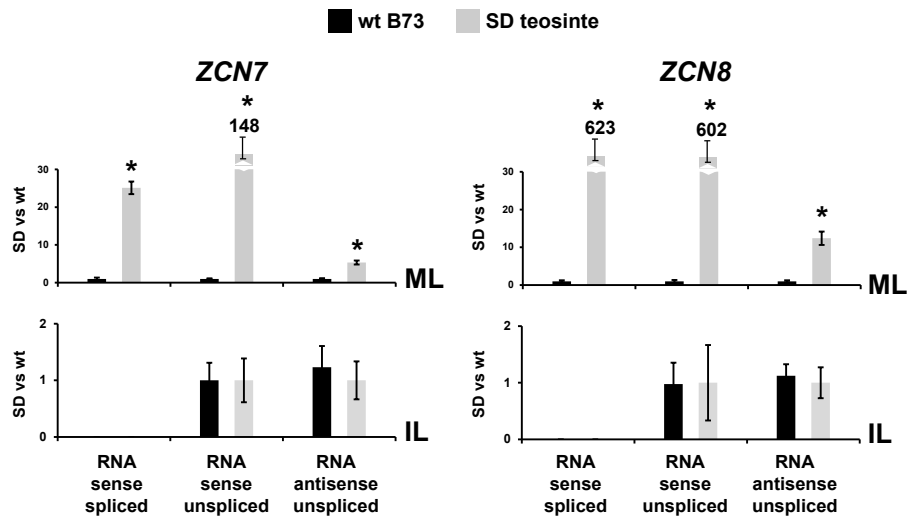 wt B73 SD teosinte
ZCN7
*
148
*
*
30
20
10
0
SD vs wt
ML
2
1
0
SD vs wt
IL
RNA sense spliced
RNA sense unspliced
RNA antisense unspliced
ZCN8
*
623
*
602
*
30
20
10
0
SD vs wt
ML
2
1
0
SD vs wt
IL
RNA sense spliced
RNA sense unspliced
RNA antisense unspliced